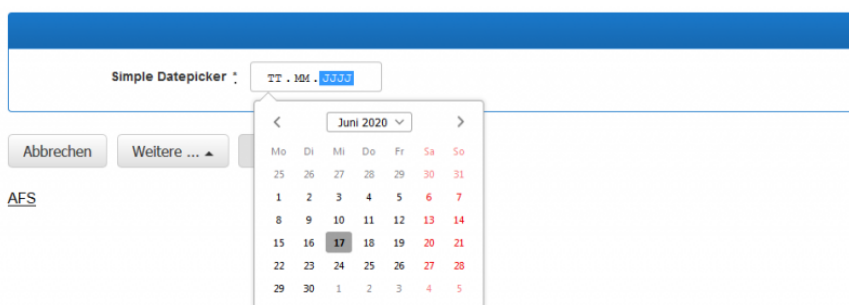 Simple Datepicker * TT.MM.JJJJ
Juni 2020
Abbrechen Weitere ...
Mo Di Mi Do Fr Sa So
25 26 27 28 29 30 31
AFS
1 2 3 4 5 6 7
8 9 10 11 12 13 14
15 16 17 18 19 20 21
22 23 24 25 26 27 28
29 30 1 2 3 4 5